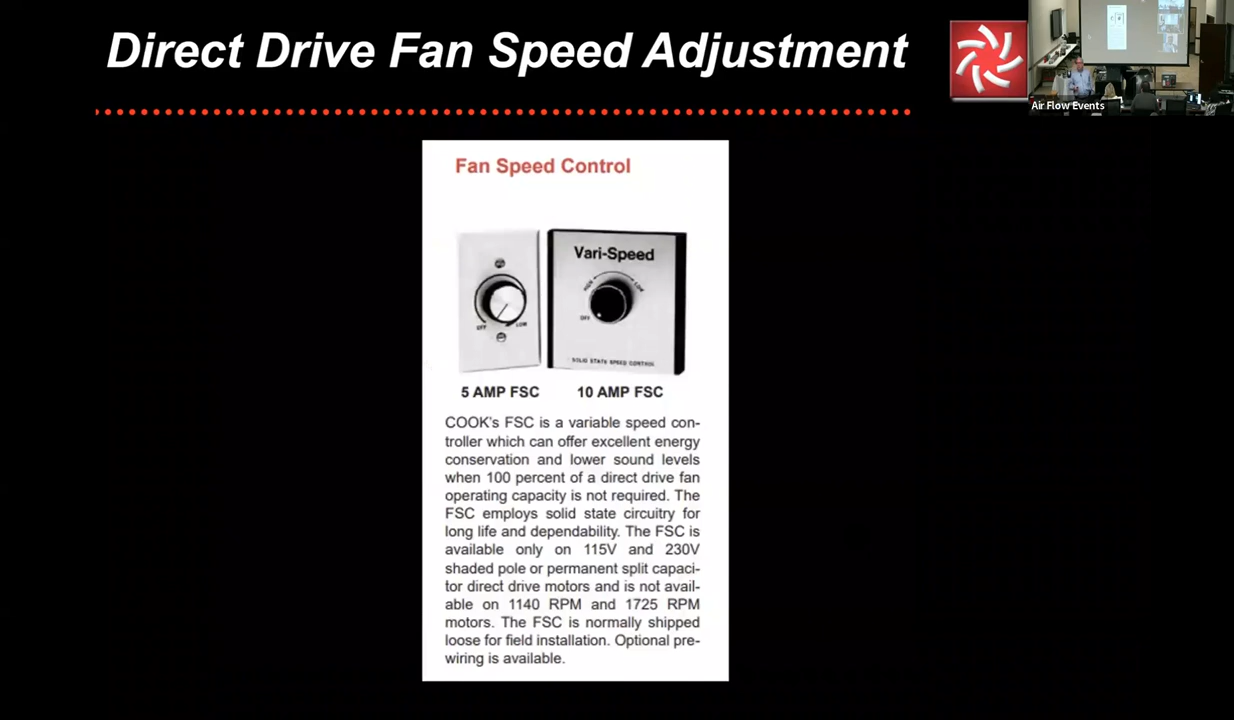 Direct Drive Fan Speed Adjustment
Air Flow Events
Fan Speed Control
Vari-Speed
HIGH
LOW
OFF
OFF
LOW
SOLID STATE SPEED CONTROL
5 AMP FSC
10 AMP FSC
COOK's FSC is a variable speed con-
troller which can offer excellent energy
conservation and lower sound levels
when 100 percent of a direct drive fan
operating capacity is not required. The
FSC employs solid state circuitry for
long life and dependability. The FSC is
available only on 115V and 230V
shaded pole or permanent split capaci-
tor direct drive motors and is not avail-
able on 1140 RPM and 1725 RPM
motors. The FSC is normally shipped
loose for field installation. Optional pre-
wiring is available.